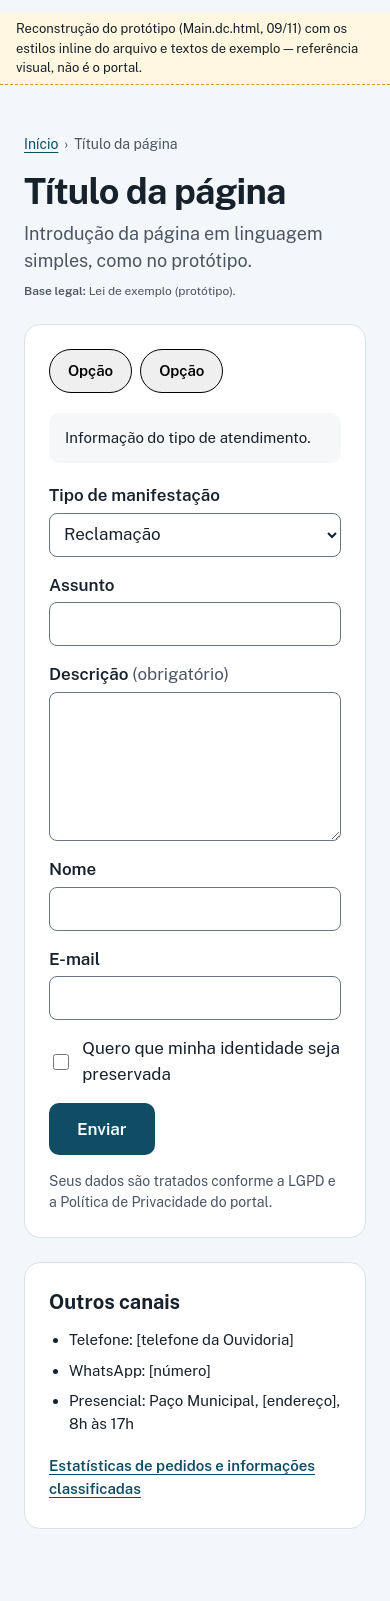 Reconstrução do protótipo (Main.dc.html, 09/11) com os
estilos inline do arquivo e textos de exemplo — referência
visual, não é o portal.
Início › Título da página
Título da página
Introdução da página em linguagem
simples, como no protótipo.
Base legal: Lei de exemplo (protótipo).
Opção Opção
Informação do tipo de atendimento.
Tipo de manifestação
Reclamação
Assunto
Descrição (obrigatório)
Nome
E-mail
Quero que minha identidade seja
preservada
Enviar
Seus dados são tratados conforme a LGPD e
a Política de Privacidade do portal.
Outros canais
• Telefone: [telefone da Ouvidoria]
• WhatsApp: [número]
• Presencial: Paço Municipal, [endereço],
8h às 17h
Estatísticas de pedidos e informações
classificadas